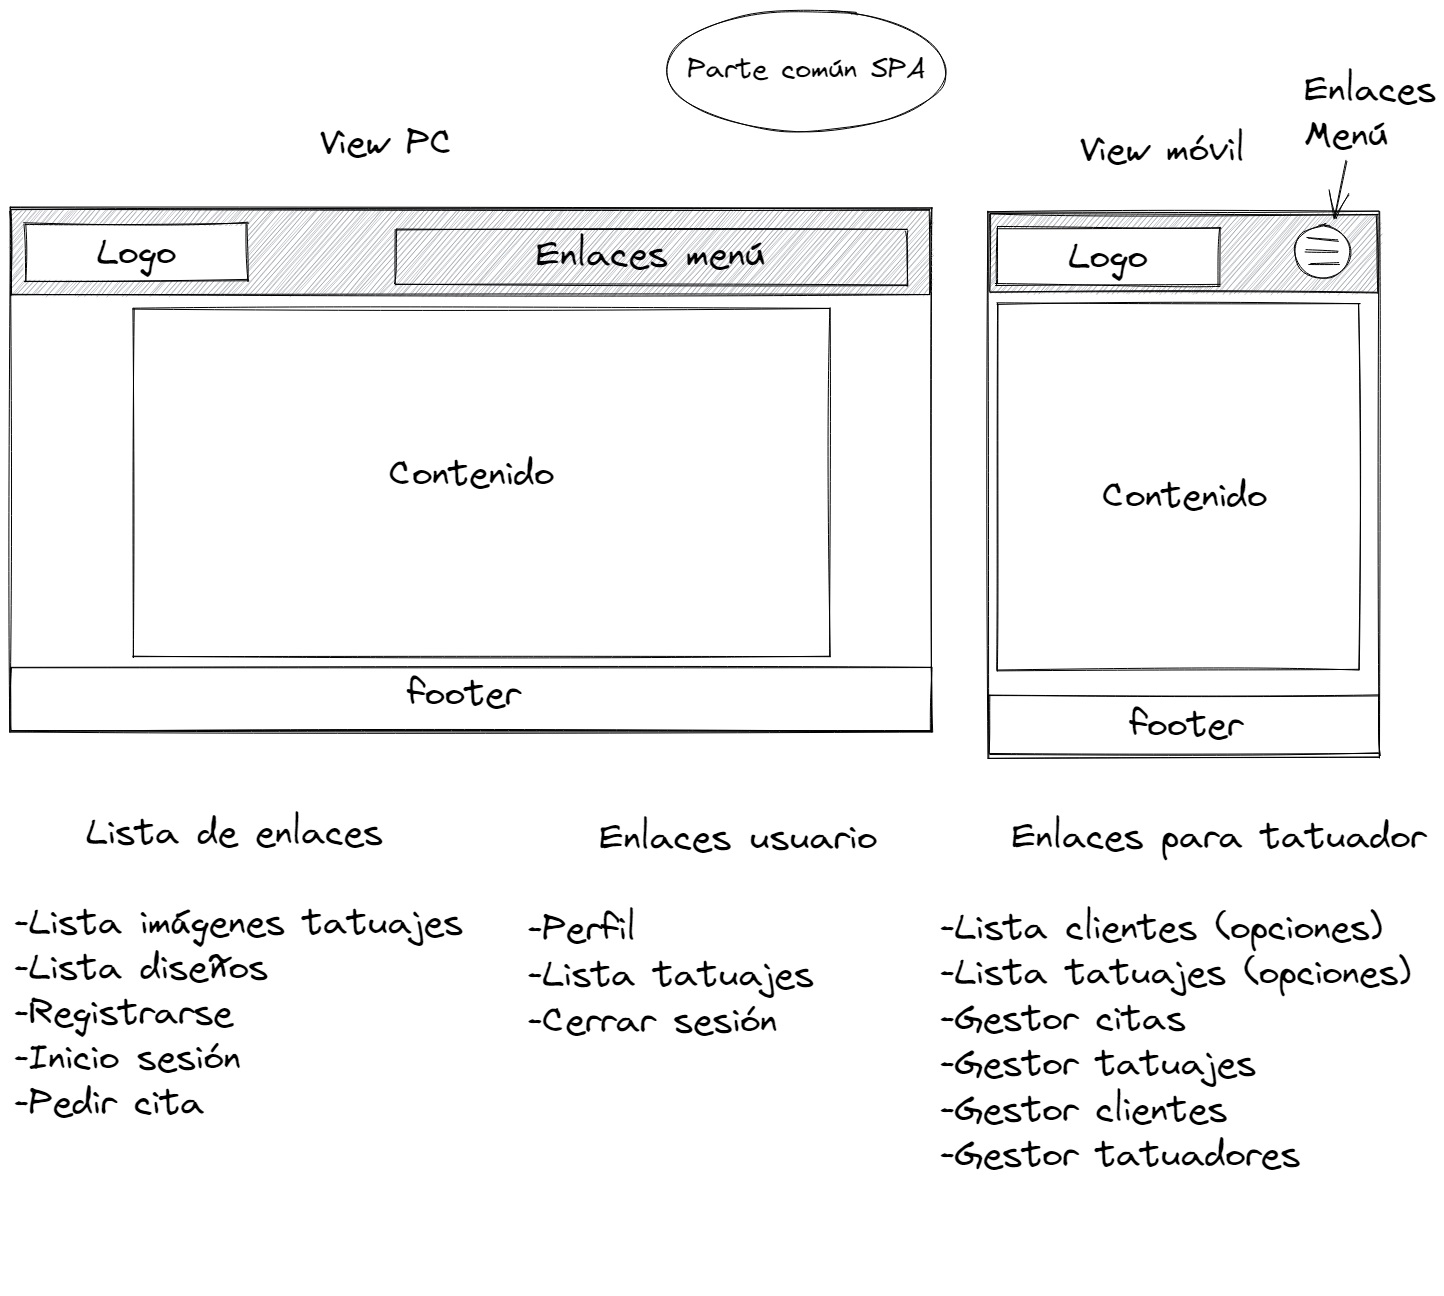 Parte común SPA
View PC
View móvil
Enlaces
Menú
Logo
Enlaces menú
Contenido
footer
Logo
Contenido
footer
Lista de enlaces
-Lista imágenes tatuajes
-Lista diseños
-Registrarse
-Inicio sesión
-Pedir cita
Enlaces usuario
-Perfil
-Lista tatuajes
-Cerrar sesión
Enlaces para tatuador
-Lista clientes (opciones)
-Lista tatuajes (opciones)
-Gestor citas
-Gestor tatuajes
-Gestor clientes
-Gestor tatuadores